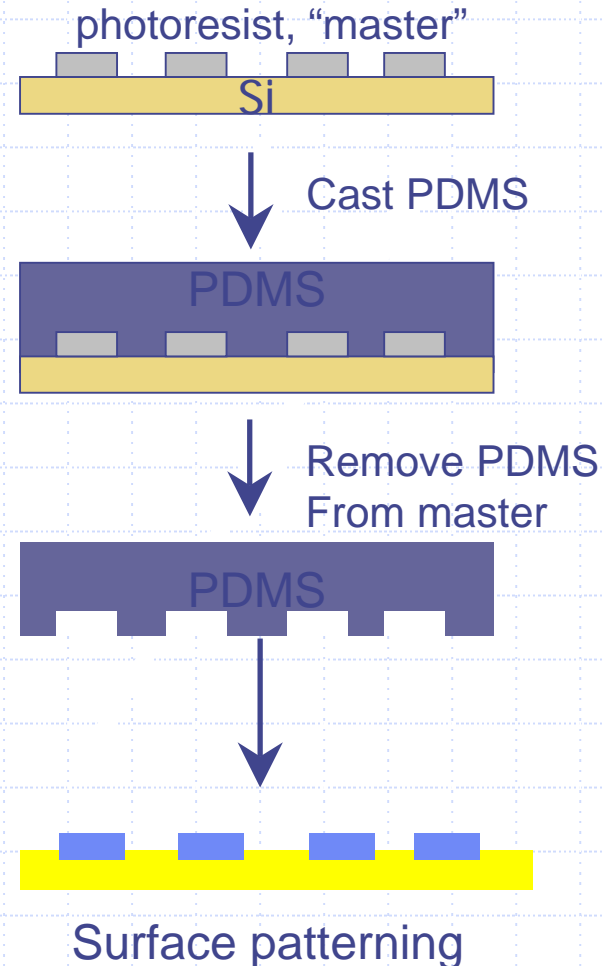 photoresist, “master”
Si
Cast PDMS
PDMS
Remove PDMS
From master
PDMS
Surface patterning